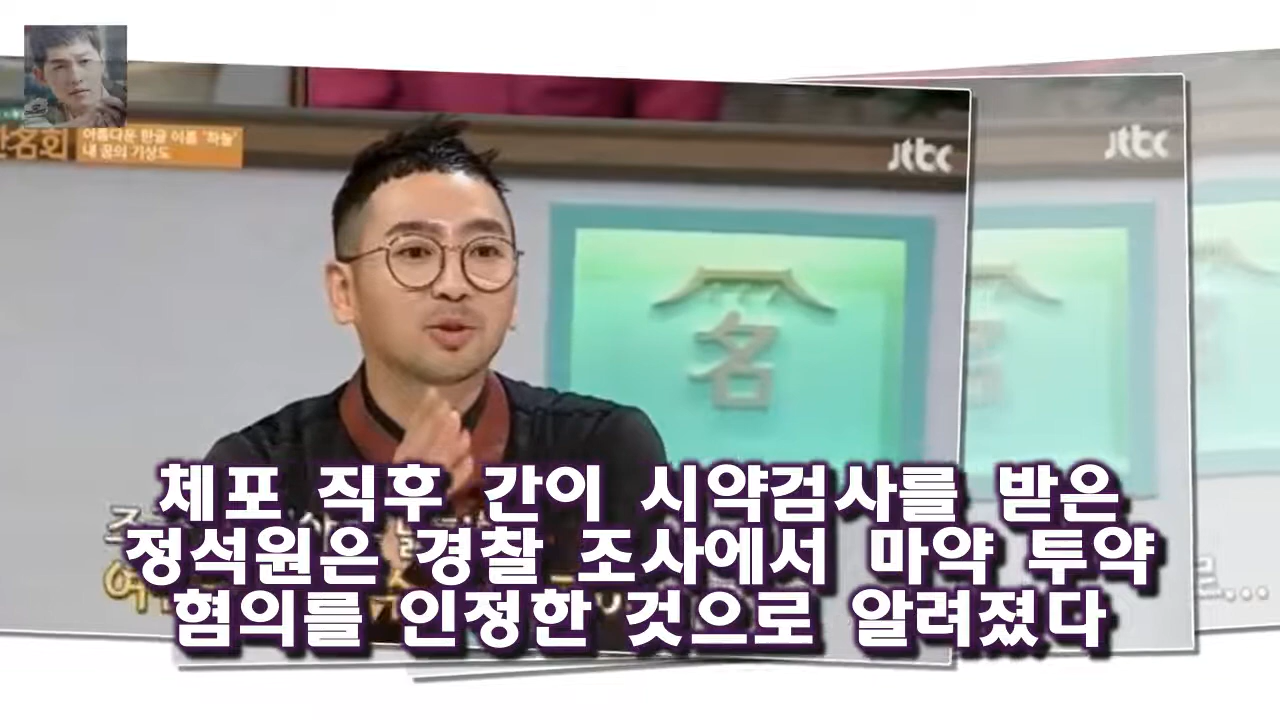 아름다운 한글 이름 '하늘'
내 꿈의 기상도
jtbc
jtbc
名
체포 직후 간이 시약검사를 받은
정석원은 경찰 조사에서 마약 투약
혐의를 인정한 것으로 알려졌다